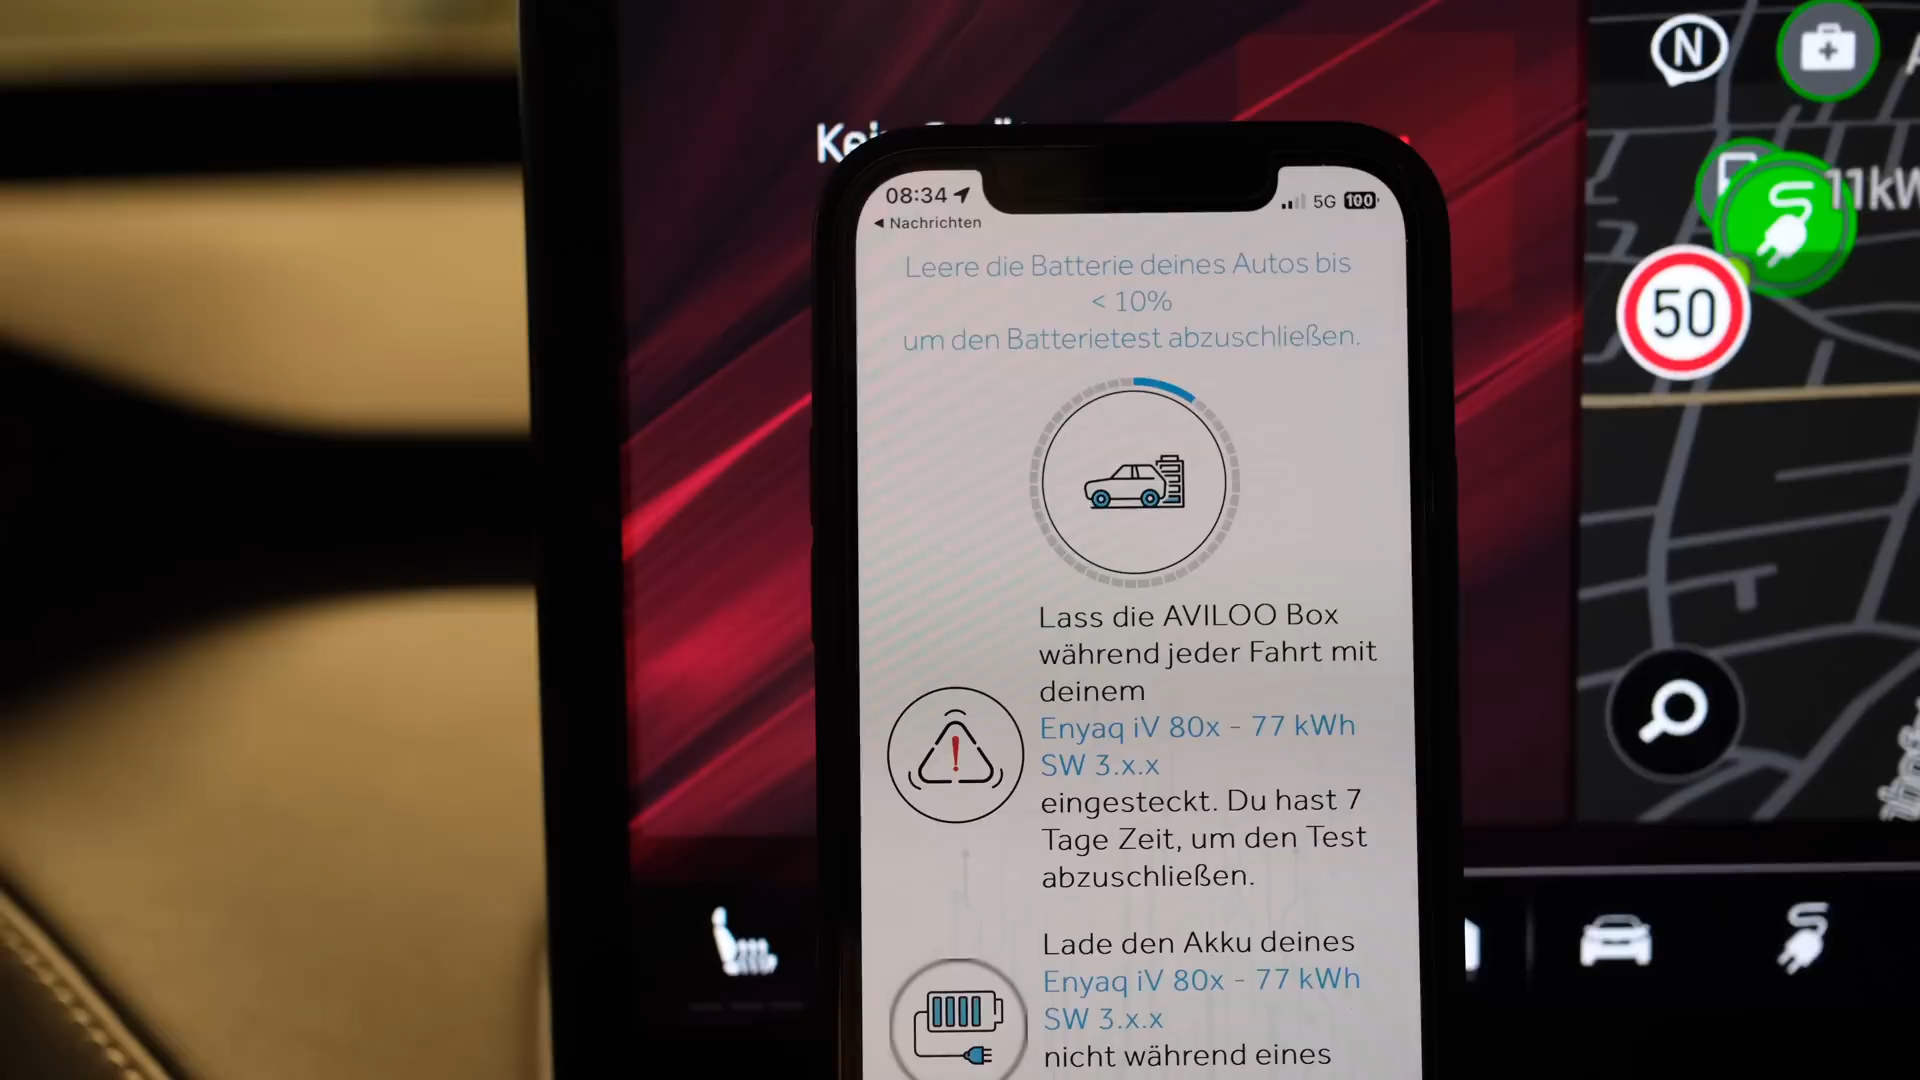 08:34
5G 100
◀ Nachrichten
Leere die Batterie deines Autos bis
< 10%
um den Batterietest abzuschließen.
Lass die AVILOO Box
während jeder Fahrt mit
deinem
Enyaq iV 80x - 77 kWh
SW 3.x.x
eingesteckt. Du hast 7
Tage Zeit, um den Test
abzuschließen.
Lade den Akku deines
Enyaq iV 80x - 77 kWh
SW 3.x.x
nicht während eines
N
11kW
50